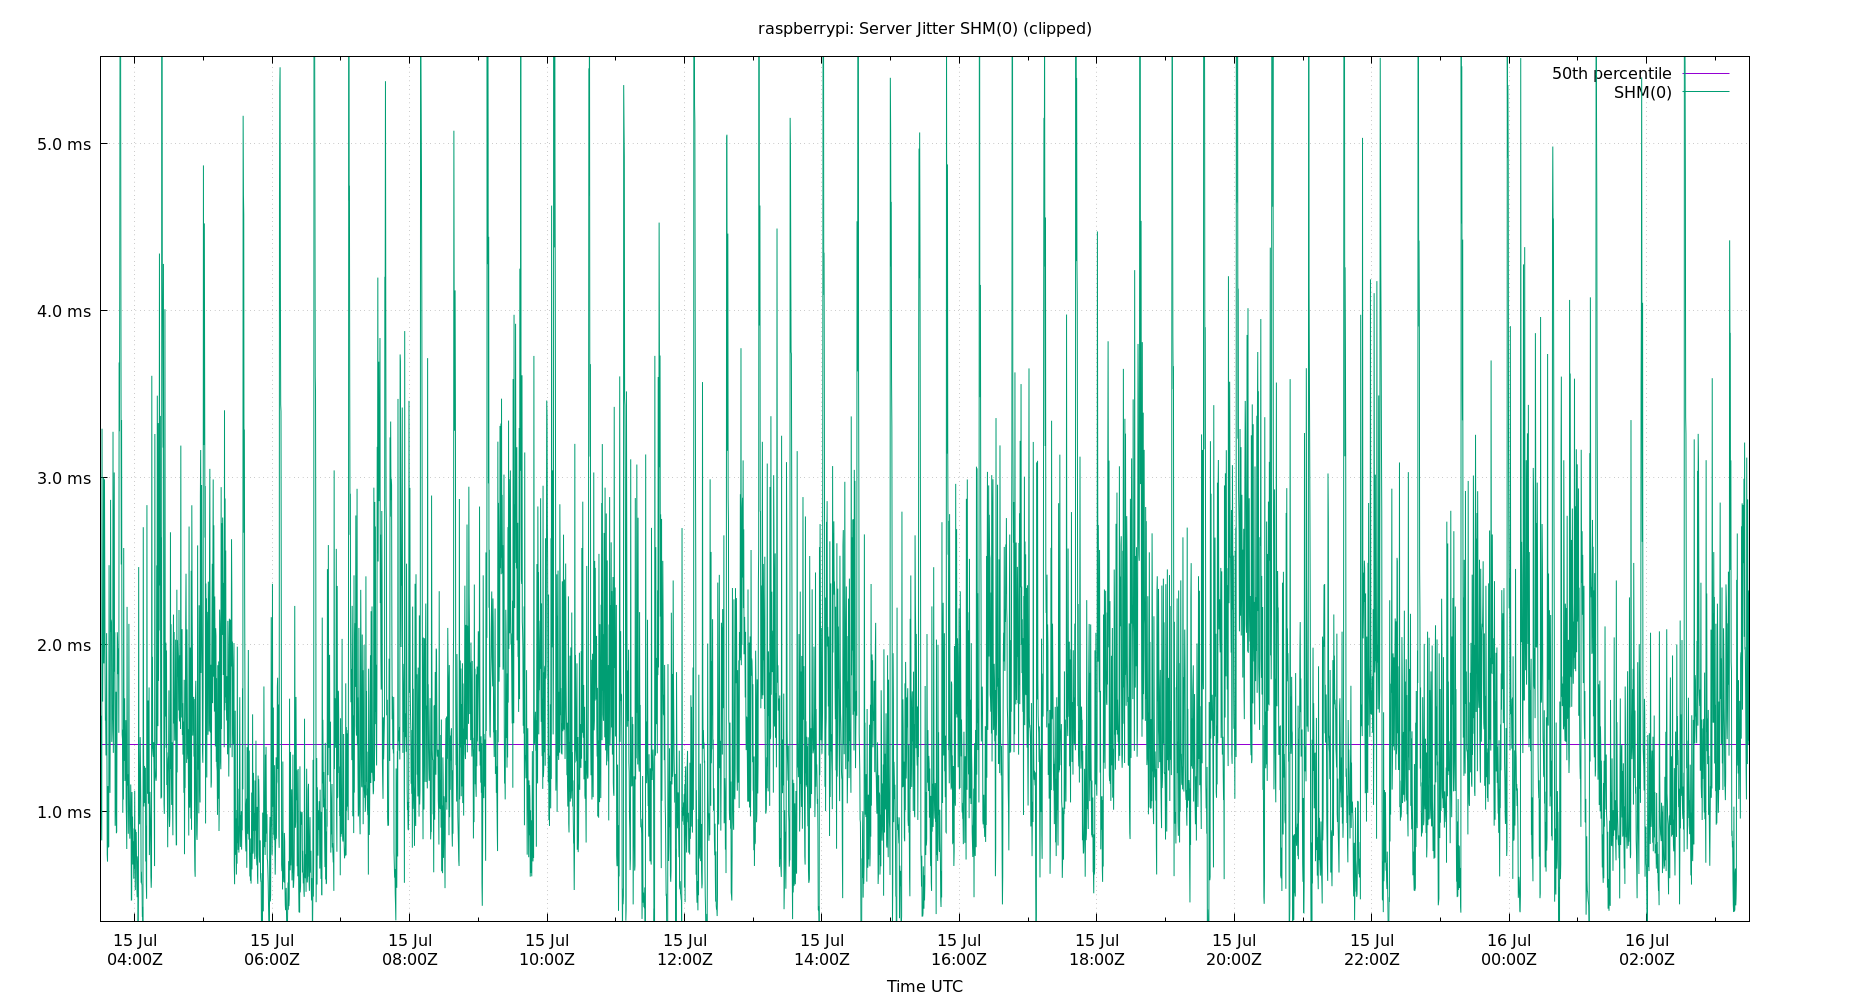 raspberrypi: Server Jitter SHM(0) (clipped)
50th percentile
SHM(0)
5.0 ms
4.0 ms
3.0 ms
2.0 ms
1.0 ms
15 Jul 15 Jul 15 Jul 15 Jul 15 Jul 15 Jul 15 Jul 15 Jul 15 Jul 15 Jul 16 Jul 16 Jul
04:00Z 06:00Z 08:00Z 10:00Z 12:00Z 14:00Z 16:00Z 18:00Z 20:00Z 22:00Z 00:00Z 02:00Z
Time UTC